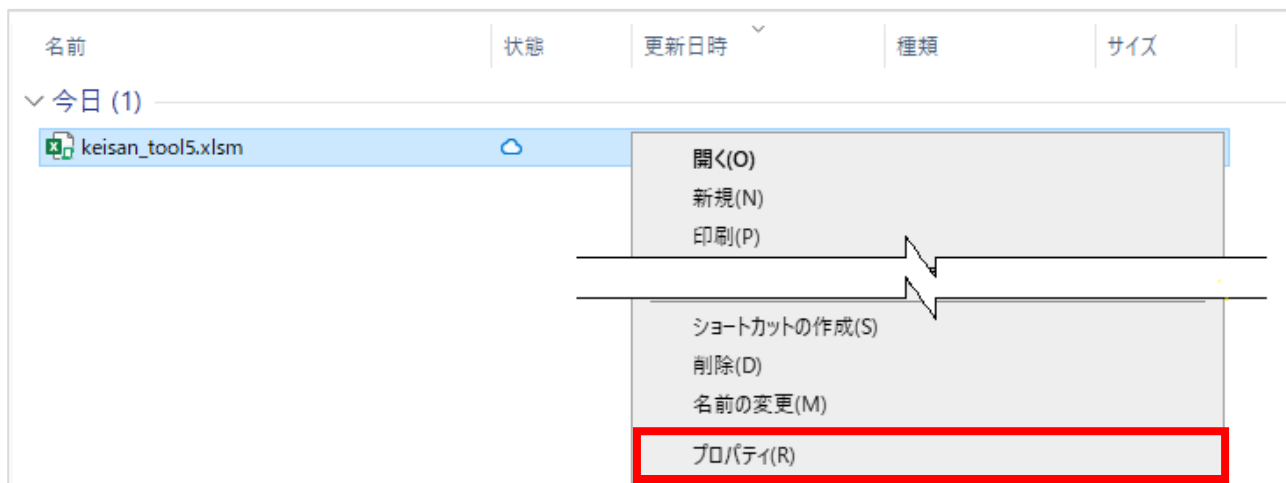 名前 状態 更新日時 種類 サイズ
今日 (1)
keisan_tool5.xlsm
開く(O)
新規(N)
印刷(P)
ショートカットの作成(S)
削除(D)
名前の変更(M)
プロパティ(R)